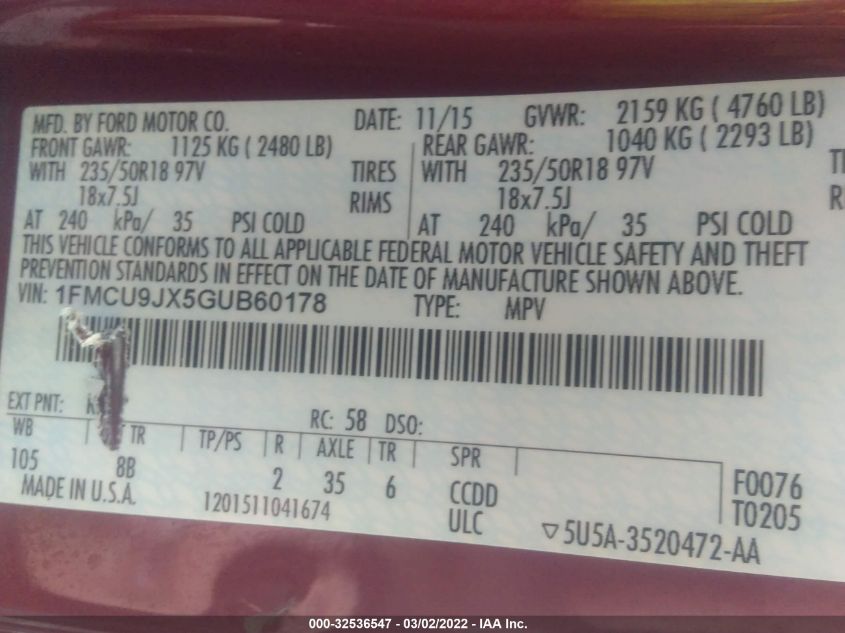 MFD. BY FORD MOTOR CO. DATE: 11/15 GVWR: 2159 KG ( 4760 LB)
FRONT GAWR: 1125 KG ( 2480 LB) REAR GAWR: 1040 KG ( 2293 LB)
WITH 235/50R18 97V TIRES WITH 235/50R18 97V
18x7.5J RIMS 18x7.5J
AT 240 kPa/ 35 PSI COLD AT 240 kPa/ 35 PSI COLD
THIS VEHICLE CONFORMS TO ALL APPLICABLE FEDERAL MOTOR VEHICLE SAFETY AND THEFT
PREVENTION STANDARDS IN EFFECT ON THE DATE OF MANUFACTURE SHOWN ABOVE.
VIN: 1FMCU9JX5GUB60178 TYPE: MPV
EXT PNT: RC: 58 DSO:
WB TR TP/PS R AXLE TR SPR
105 8B 2 35 6 CCDD F0076
MADE IN U.S.A. 1201511041674 ULC T0205
▽5U5A-3520472-AA
000-32536547 - 03/02/2022 - IAA Inc.